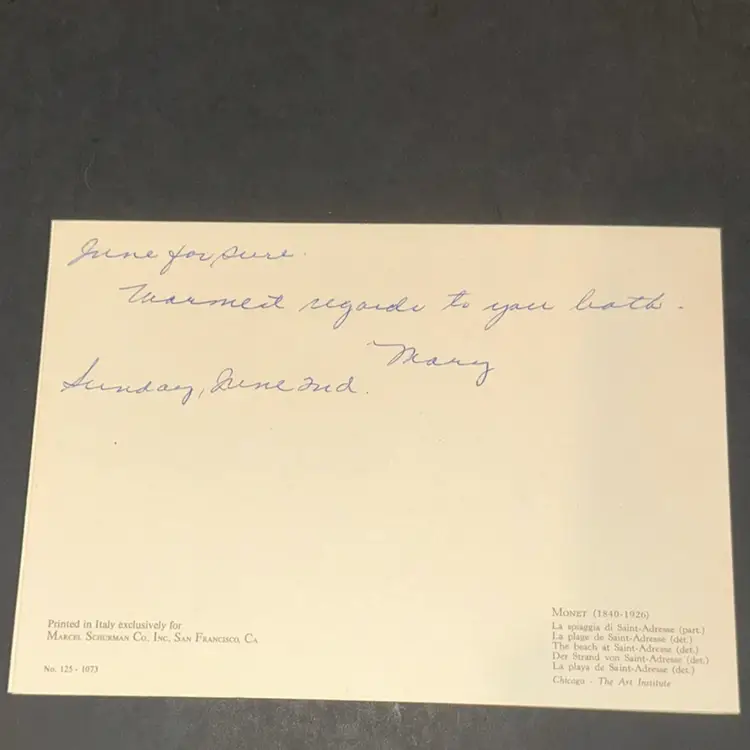 June for sure.
Warmest regards to you both.
Mary
Sunday, June 2nd.
Printed in Italy exclusively for
Marcel Schurman Co. Inc, San Francisco, Ca
No. 125 - 1073
Monet (1840-1926)
La spiaggia di Saint-Adresse (part.)
La plage de Saint-Adresse (dét.)
The beach at Saint-Adresse (det.)
Der Strand von Saint-Adresse (det.)
La playa de Saint-Adresse (det.)
Chicago - The Art Institute